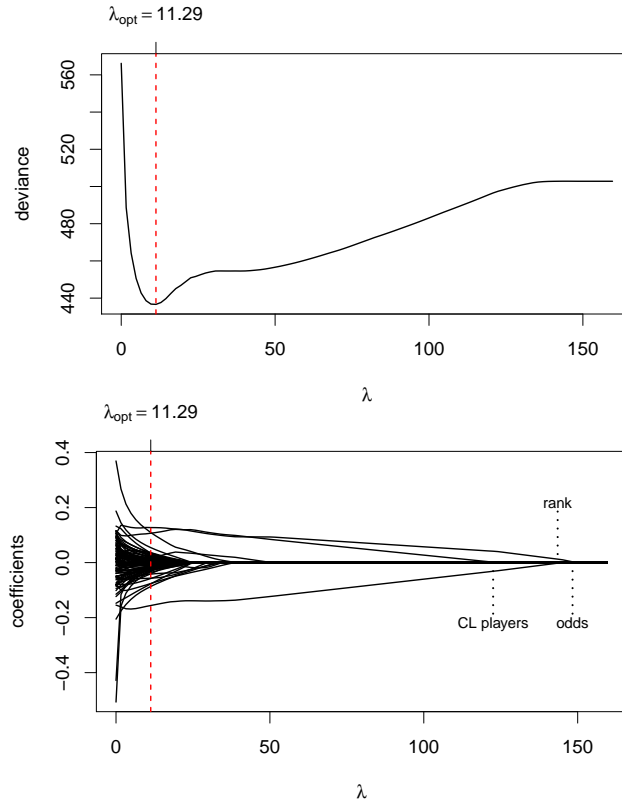 λopt = 11.29
560
520
480
440
deviance
0 50 100 150
λ
λopt = 11.29
0.4
0.2
0.0
−0.2
−0.4
coefficients
rank
CL players odds
0 50 100 150
λ